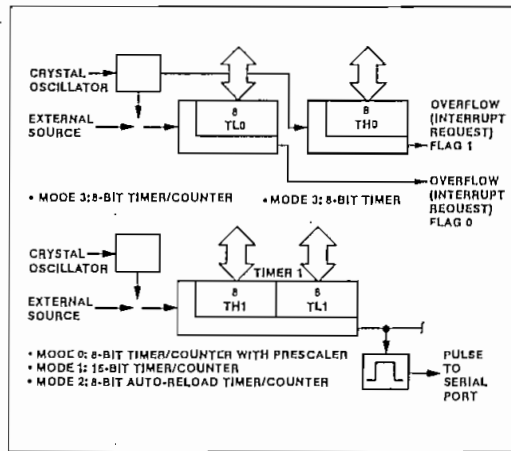 CRYSTAL
OSCILLATOR
EXTERNAL
SOURCE
8
TL0
8
TH0
OVERFLOW
(INTERRUPT
REQUEST)
FLAG 1
OVERFLOW
(INTERRUPT
REQUEST)
FLAG 0
• MODE 3: 8-BIT TIMER/COUNTER
• MODE 3: 8-BIT TIMER
CRYSTAL
OSCILLATOR
EXTERNAL
SOURCE
TIMER 1
8
TH1
8
TL1
• MODE 0: 8-BIT TIMER/COUNTER WITH PRESCALER
• MODE 1: 16-BIT TIMER/COUNTER
• MODE 2: 8-BIT AUTO-RELOAD TIMER/COUNTER
PULSE
TO
SERIAL
PORT